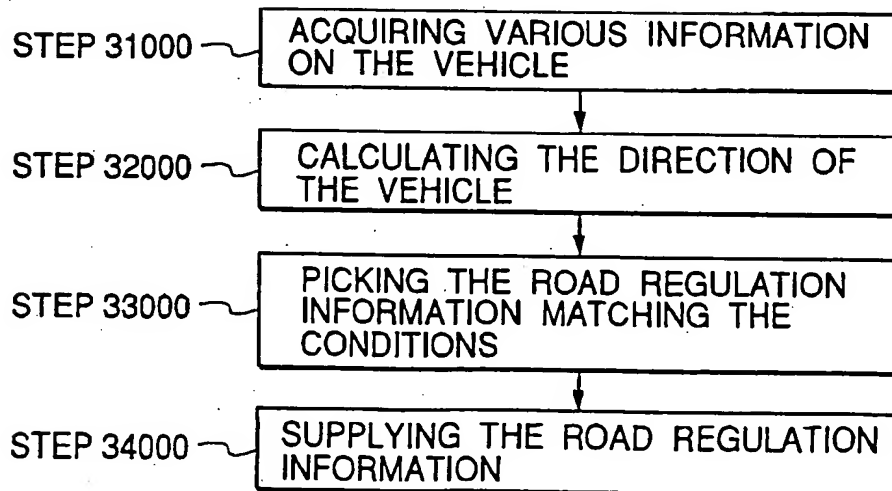 STEP 31000
ACQUIRING VARIOUS INFORMATION
ON THE VEHICLE
STEP 32000
CALCULATING THE DIRECTION OF
THE VEHICLE
STEP 33000
PICKING THE ROAD REGULATION
INFORMATION MATCHING THE
CONDITIONS
STEP 34000
SUPPLYING THE ROAD REGULATION
INFORMATION